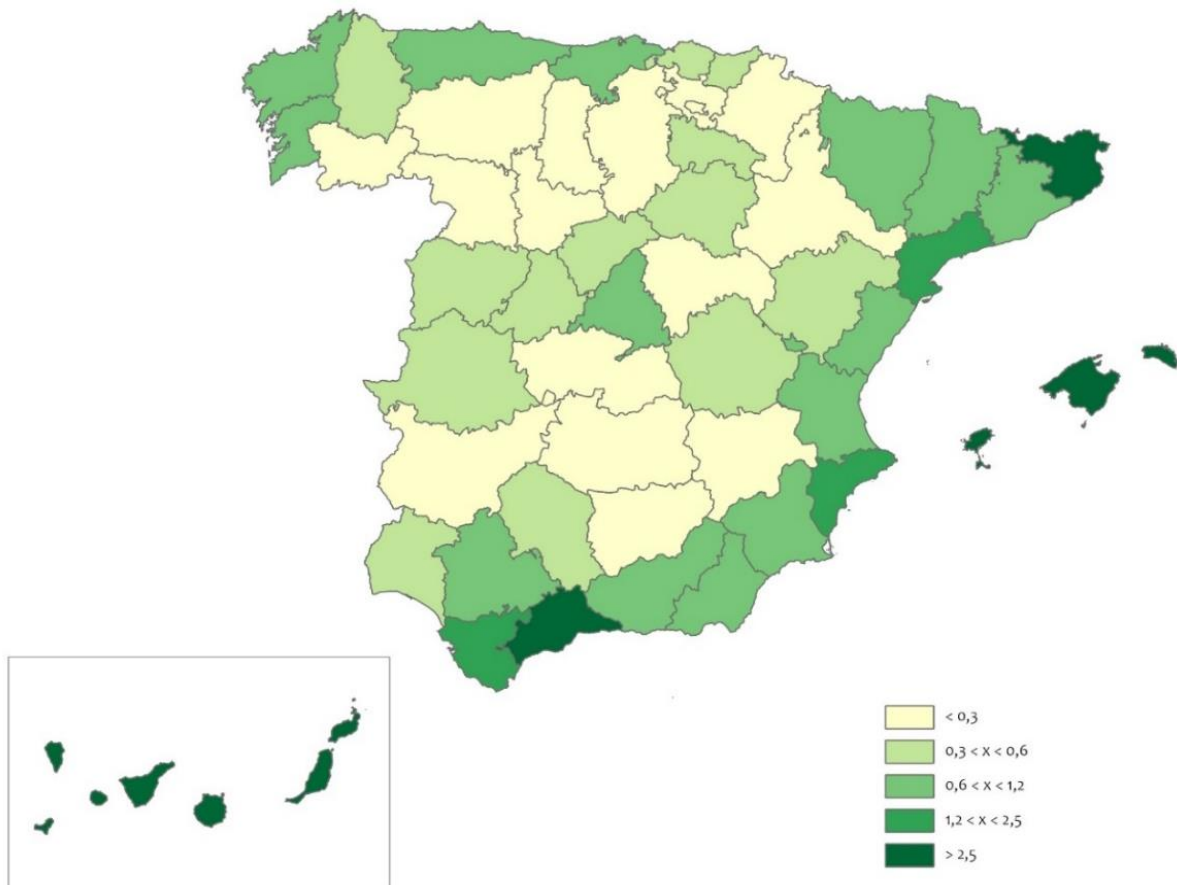 < 0,3
0,3 < x < 0,6
0,6 < x < 1,2
1,2 < x < 2,5
> 2,5